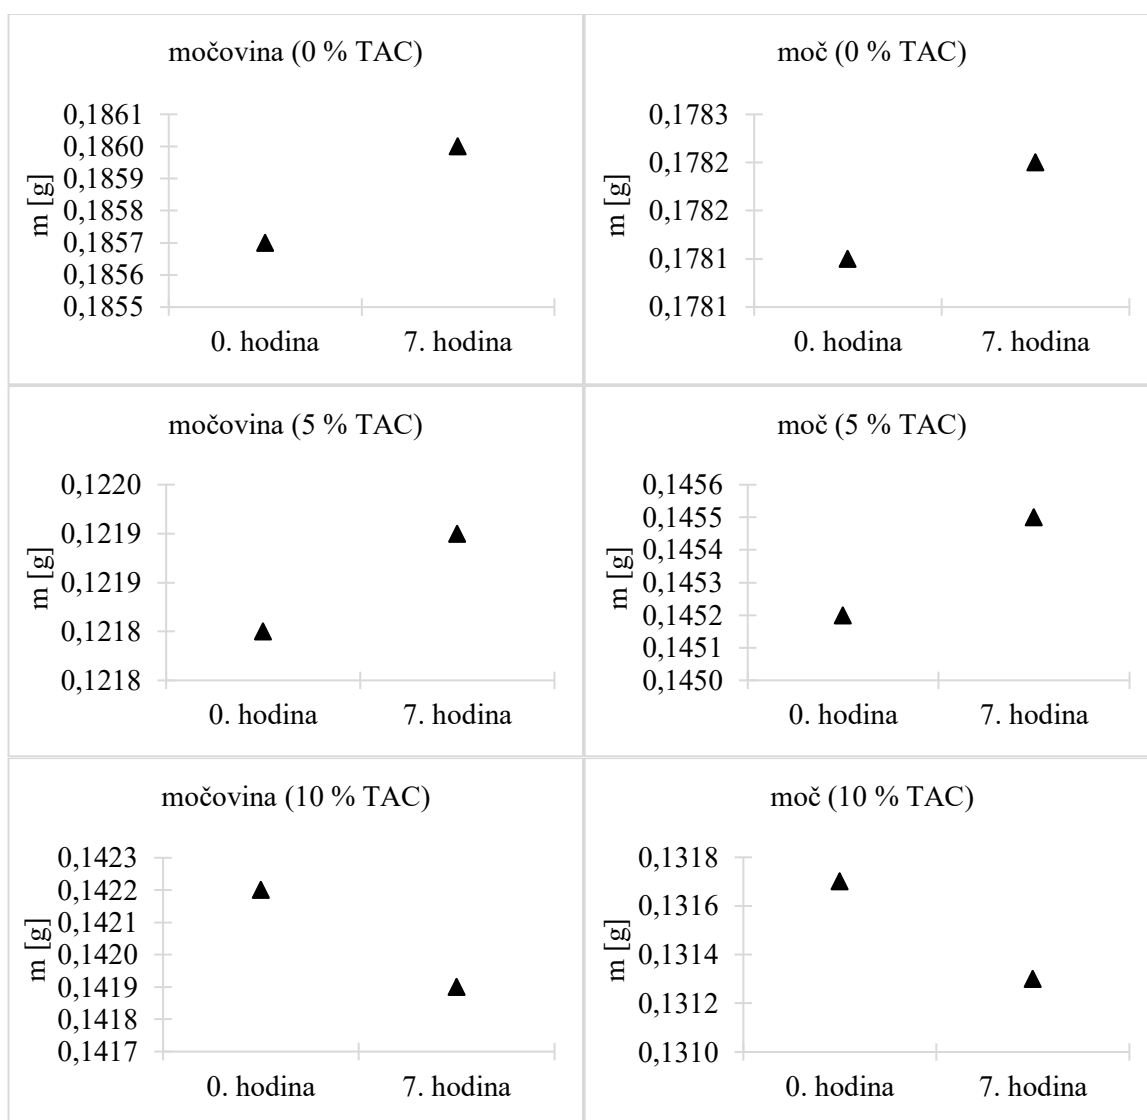 močovina (0 % TAC)
m [g]
0,1861
0,1860
0,1859
0,1858
0,1857
0,1856
0,1855
0. hodina 7. hodina
moč (0 % TAC)
m [g]
0,1783
0,1782
0,1782
0,1781
0,1781
0. hodina 7. hodina
močovina (5 % TAC)
m [g]
0,1220
0,1219
0,1219
0,1218
0,1218
0. hodina 7. hodina
moč (5 % TAC)
m [g]
0,1456
0,1455
0,1454
0,1453
0,1452
0,1451
0,1450
0. hodina 7. hodina
močovina (10 % TAC)
m [g]
0,1423
0,1422
0,1421
0,1420
0,1419
0,1418
0,1417
0. hodina 7. hodina
moč (10 % TAC)
m [g]
0,1318
0,1316
0,1314
0,1312
0,1310
0. hodina 7. hodina